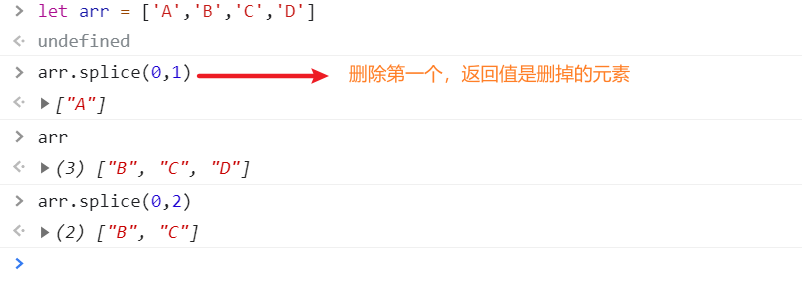 > let arr = ['A','B','C','D']
< undefined
> arr.splice(0,1) 删除第一个，返回值是删掉的元素
< ▶ ["A"]
> arr
< ▶ (3) ["B", "C", "D"]
> arr.splice(0,2)
< ▶ (2) ["B", "C"]
>